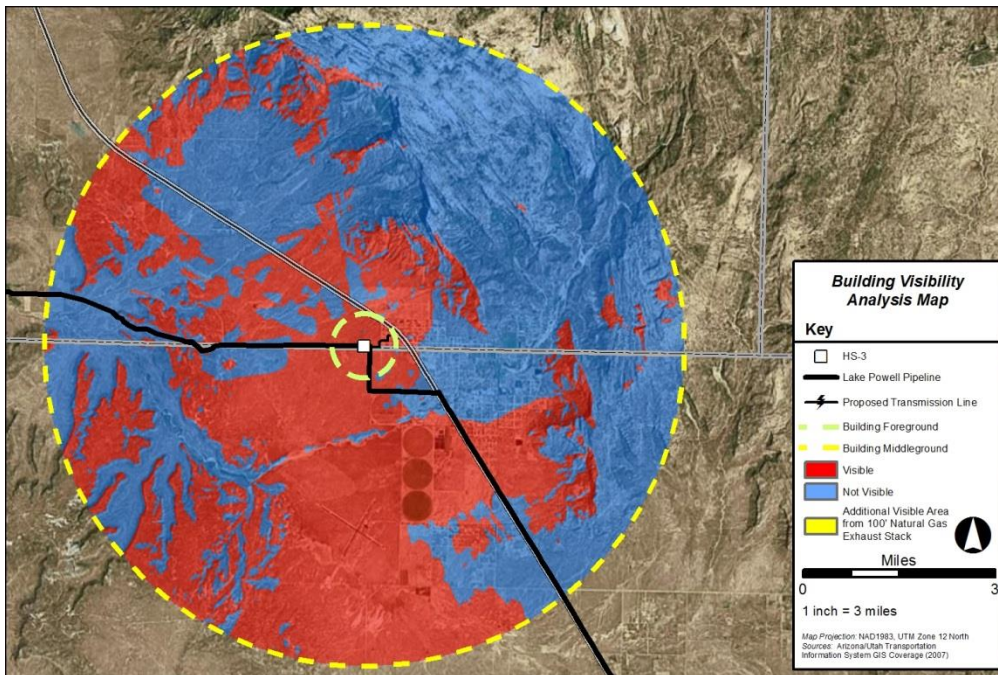 Building Visibility
Analysis Map
Key
HS-3
Lake Powell Pipeline
Proposed Transmission Line
Building Foreground
Building Middleground
Visible
Not Visible
Additional Visible Area
from 100' Natural Gas
Exhaust Stack
Miles
0 3
1 inch = 3 miles
Map Projection: NAD1983, UTM Zone 12 North
Sources: Arizona/Utah Transportation
Information System GIS Coverage (2007)